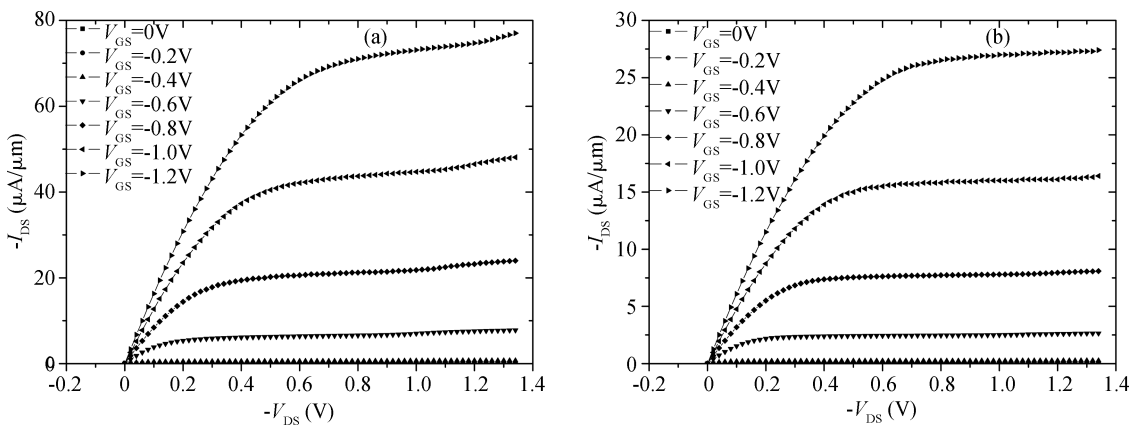 (a)
V_GS=0V
V_GS=-0.2V
V_GS=-0.4V
V_GS=-0.6V
V_GS=-0.8V
V_GS=-1.0V
V_GS=-1.2V
80
60
40
20
0
-I_DS (μA/μm)
-0.2 0 0.2 0.4 0.6 0.8 1.0 1.2 1.4
-V_DS (V)
(b)
V_GS=0V
V_GS=-0.2V
V_GS=-0.4V
V_GS=-0.6V
V_GS=-0.8V
V_GS=-1.0V
V_GS=-1.2V
30
25
20
15
10
5
0
-I_DS (μA/μm)
-0.2 0 0.2 0.4 0.6 0.8 1.0 1.2 1.4
-V_DS (V)